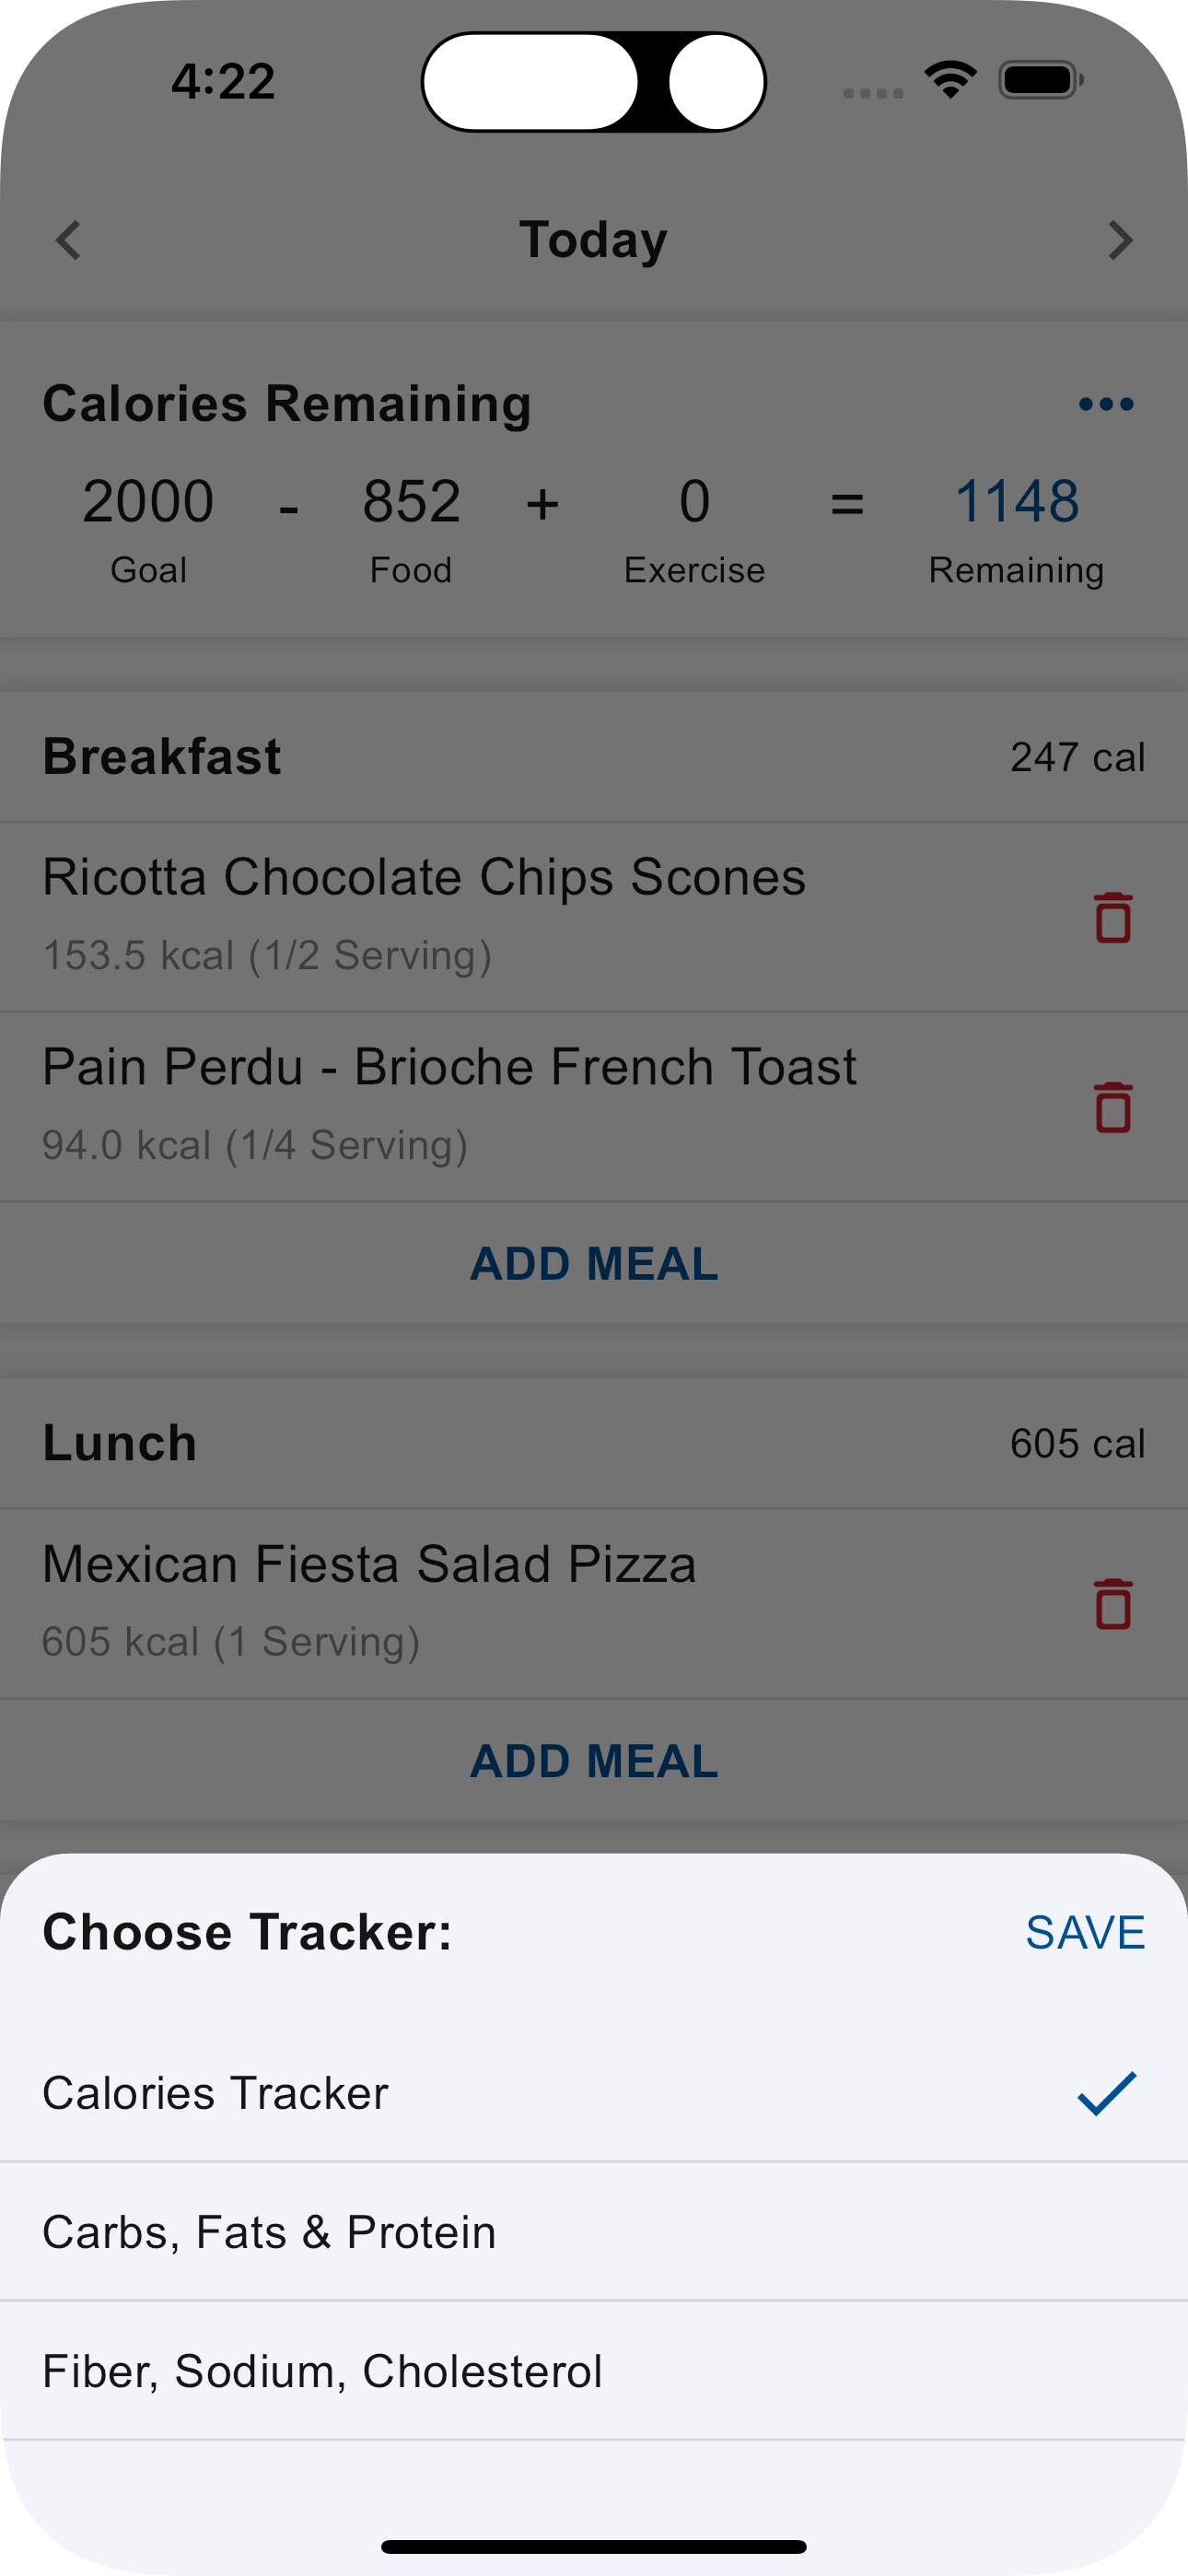 4:22
Today
Calories Remaining
2000 - 852 + 0 = 1148
Goal Food Exercise Remaining
Breakfast 247 cal
Ricotta Chocolate Chips Scones
153.5 kcal (1/2 Serving)
Pain Perdu - Brioche French Toast
94.0 kcal (1/4 Serving)
ADD MEAL
Lunch 605 cal
Mexican Fiesta Salad Pizza
605 kcal (1 Serving)
ADD MEAL
Choose Tracker: SAVE
Calories Tracker
Carbs, Fats & Protein
Fiber, Sodium, Cholesterol